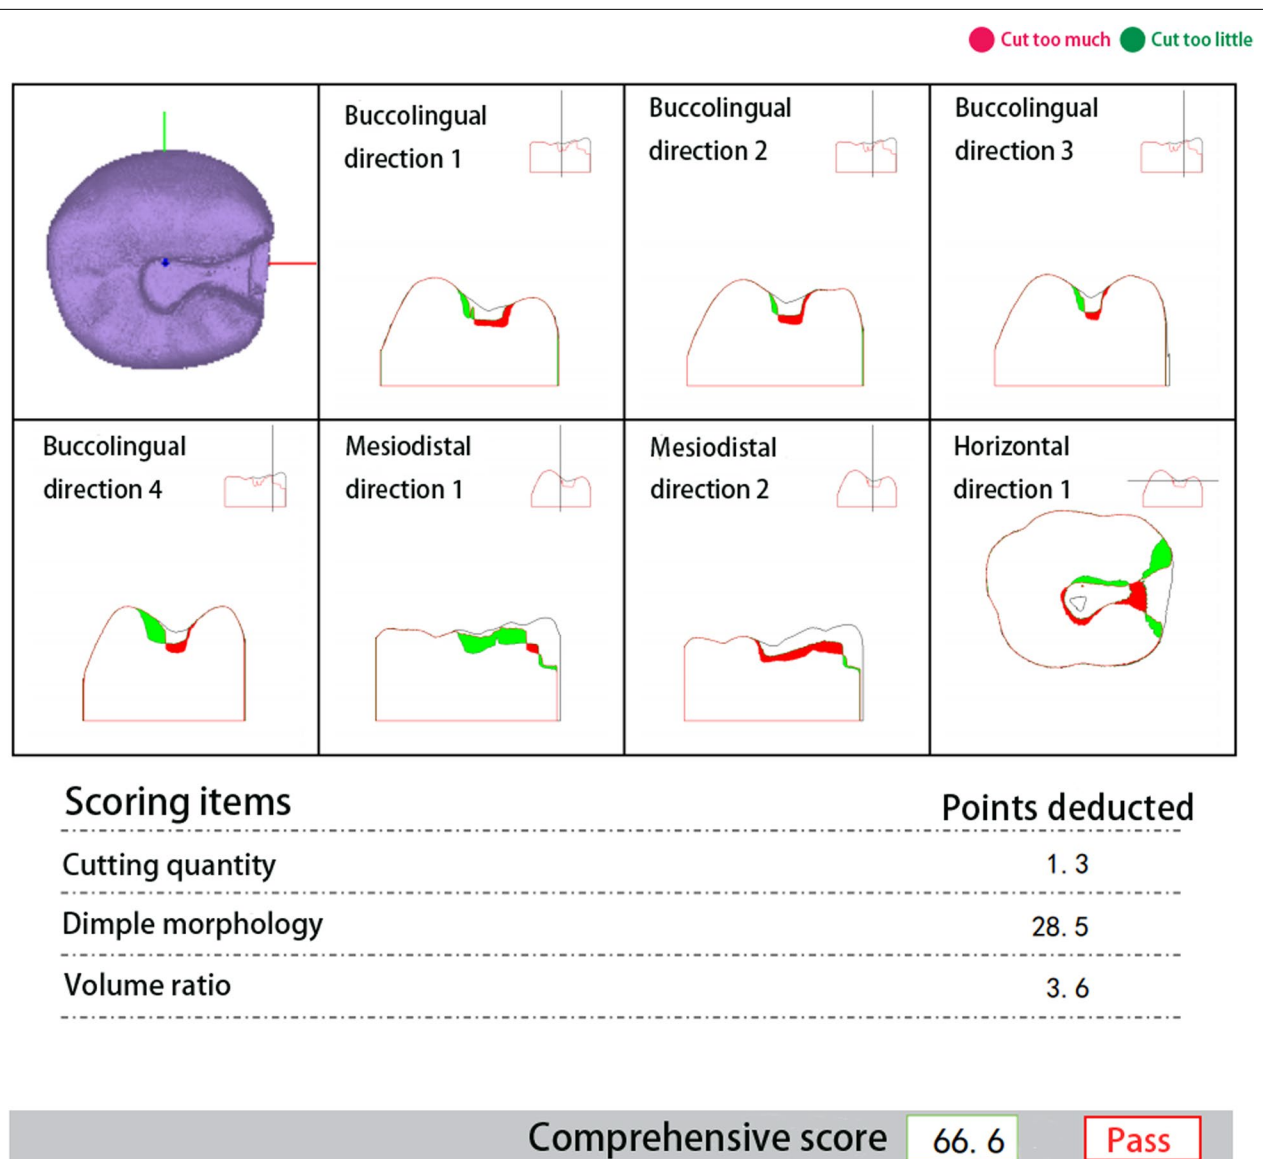 Cut too much Cut too little
Buccolingual
direction 1
Buccolingual
direction 2
Buccolingual
direction 3
Buccolingual
direction 4
Mesiodistal
direction 1
Mesiodistal
direction 2
Horizontal
direction 1
Scoring items Points deducted
Cutting quantity 1. 3
Dimple morphology 28. 5
Volume ratio 3. 6
Comprehensive score 66. 6 Pass